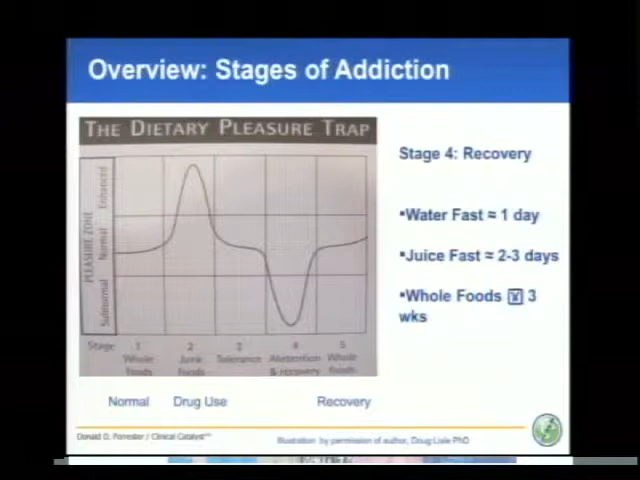 Overview: Stages of Addiction
THE DIETARY PLEASURE TRAP
PLEASURE ZONE
Enhanced
Normal
Subnormal
Stage 1 2 3 4 5
Whole Junk Tolerance Whole
foods foods & recovery foods
Stage 4: Recovery
▪Water Fast ≈ 1 day
▪Juice Fast ≈ 2-3 days
▪Whole Foods 3
wks
Normal Drug Use Recovery
Donald D. Forrester / Clinical Catalyst
Illustration by permission of author, Doug Lisle PhD